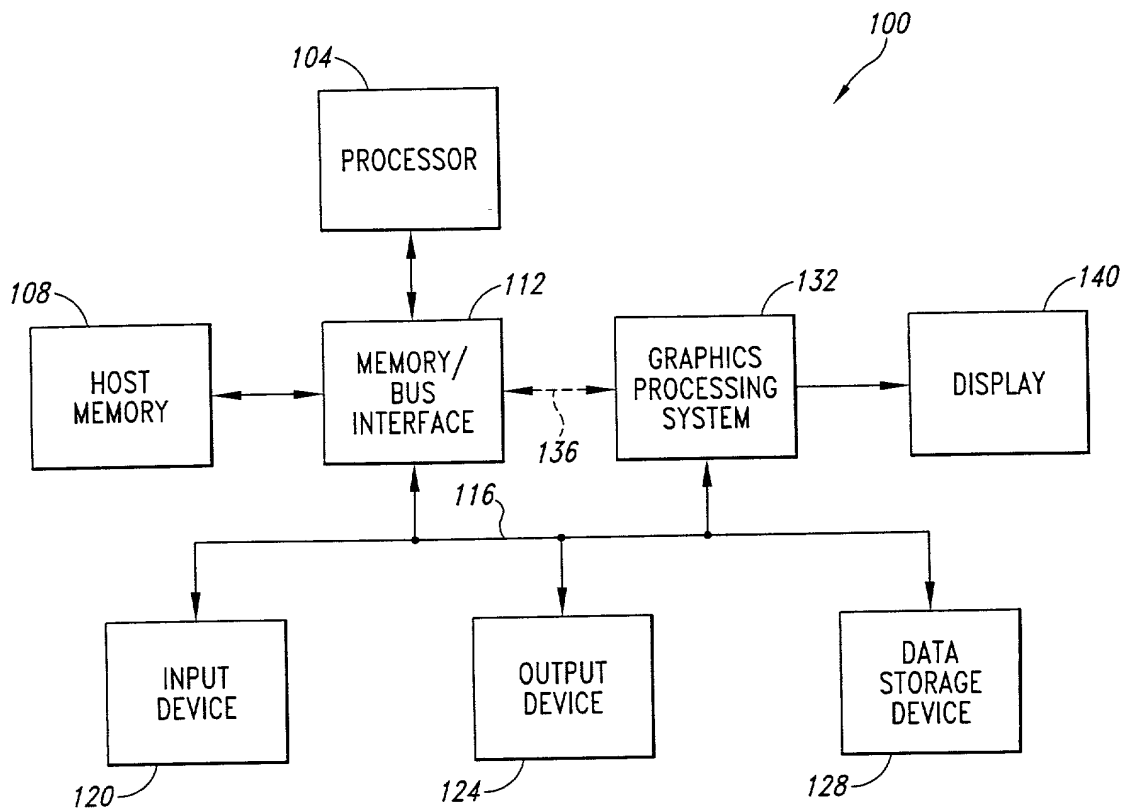 100
104
PROCESSOR
108
HOST
MEMORY
112
MEMORY/
BUS
INTERFACE
136
132
GRAPHICS
PROCESSING
SYSTEM
140
DISPLAY
116
INPUT
DEVICE
120
OUTPUT
DEVICE
124
DATA
STORAGE
DEVICE
128